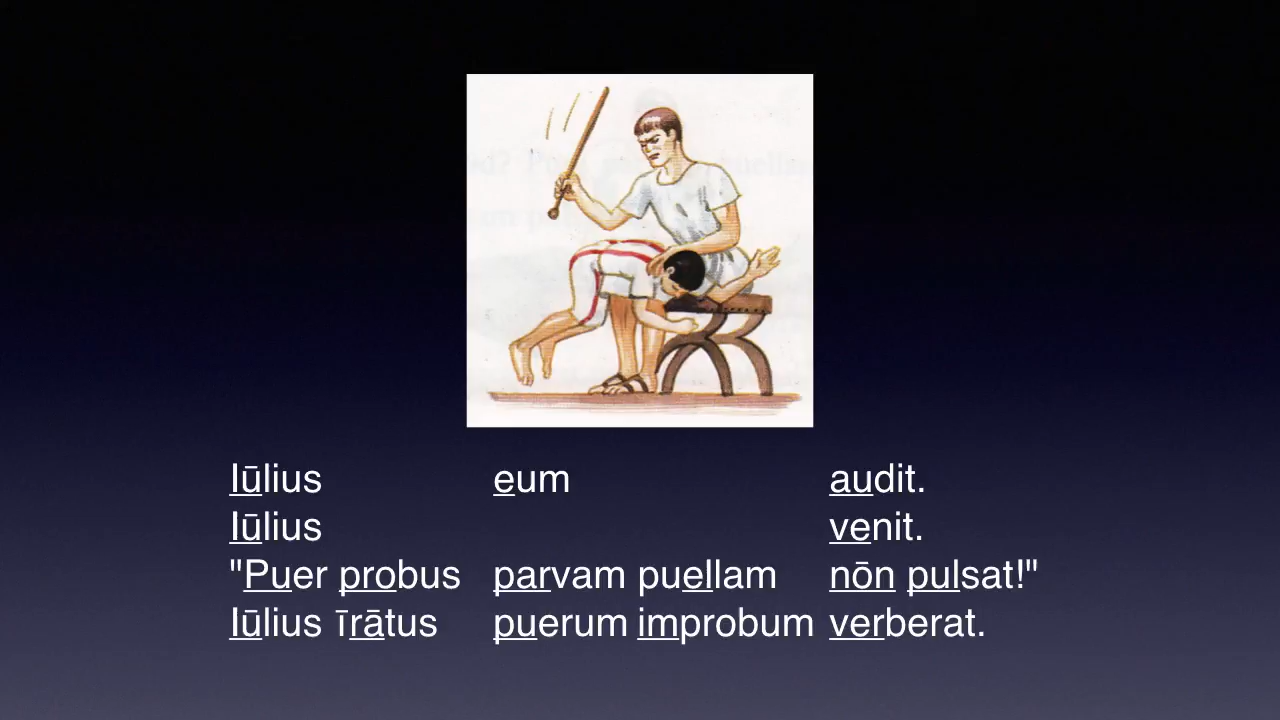 Iūlius eum audit.
Iūlius venit.
"Puer probus parvam puellam nōn pulsat!"
Iūlius īrātus puerum improbum verberat.